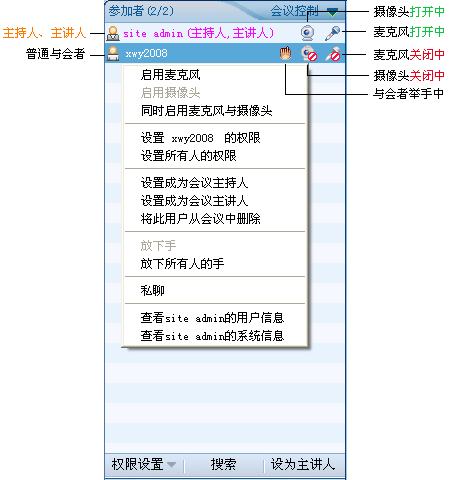 参加者(2/2) 会议控制
摄像头打开中
主持人、主讲人
site admin(主持人,主讲人)
麦克风打开中
普通与会者
xwy2008
麦克风关闭中
摄像头关闭中
与会者举手中
启用麦克风
启用摄像头
同时启用麦克风与摄像头
设置 xwy2008 的权限
设置所有人的权限
设置成为会议主持人
设置成为会议主讲人
将此用户从会议中删除
放下手
放下所有人的手
私聊
查看site admin的用户信息
查看site admin的系统信息
权限设置 搜索 设为主讲人